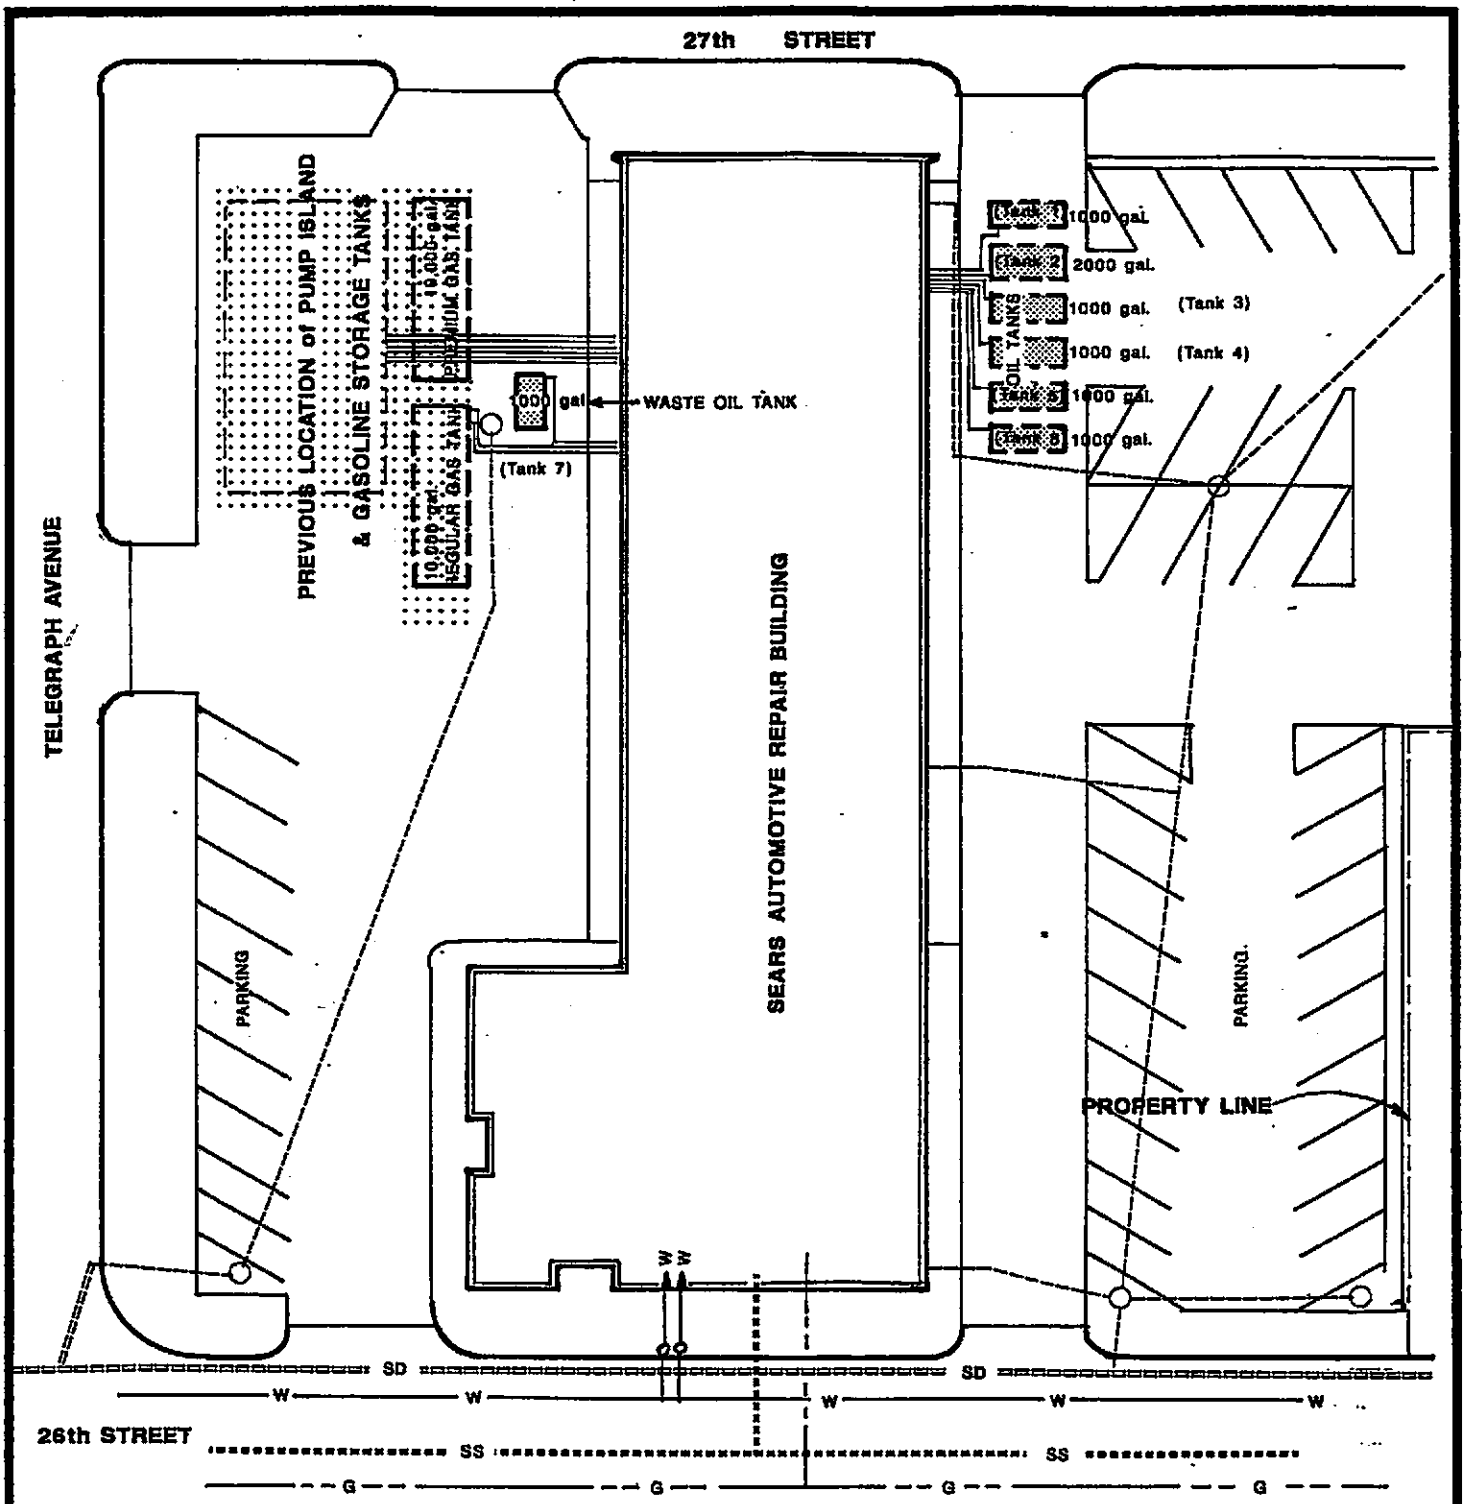 27th STREET
PREVIOUS LOCATION of PUMP ISLAND
& GASOLINE STORAGE TANKS
10,000 gal.
PREMIUM GAS TANK
10,000 gal.
REGULAR GAS TANK
1000 gal
WASTE OIL TANK
(Tank 7)
(Tank 1) 1000 gal.
(Tank 2) 2000 gal.
1000 gal. (Tank 3)
1000 gal. (Tank 4)
(Tank 5) 1000 gal.
(Tank 6) 1000 gal.
OIL TANKS
TELEGRAPH AVENUE
SEARS AUTOMOTIVE REPAIR BUILDING
PARKING
PARKING.
PROPERTY LINE
W W
SD SD
W W W W W
26th STREET
SS SS
G G G G